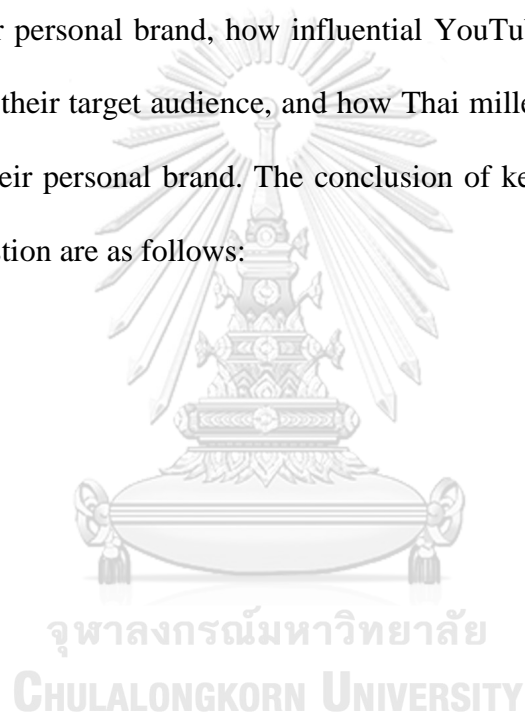 r personal brand, how influential YouTu
their target audience, and how Thai mille
eir personal brand. The conclusion of ke
stion are as follows:
จุฬาลงกรณ์มหาวิทยาลัย
CHULALONGKORN UNIVERSITY